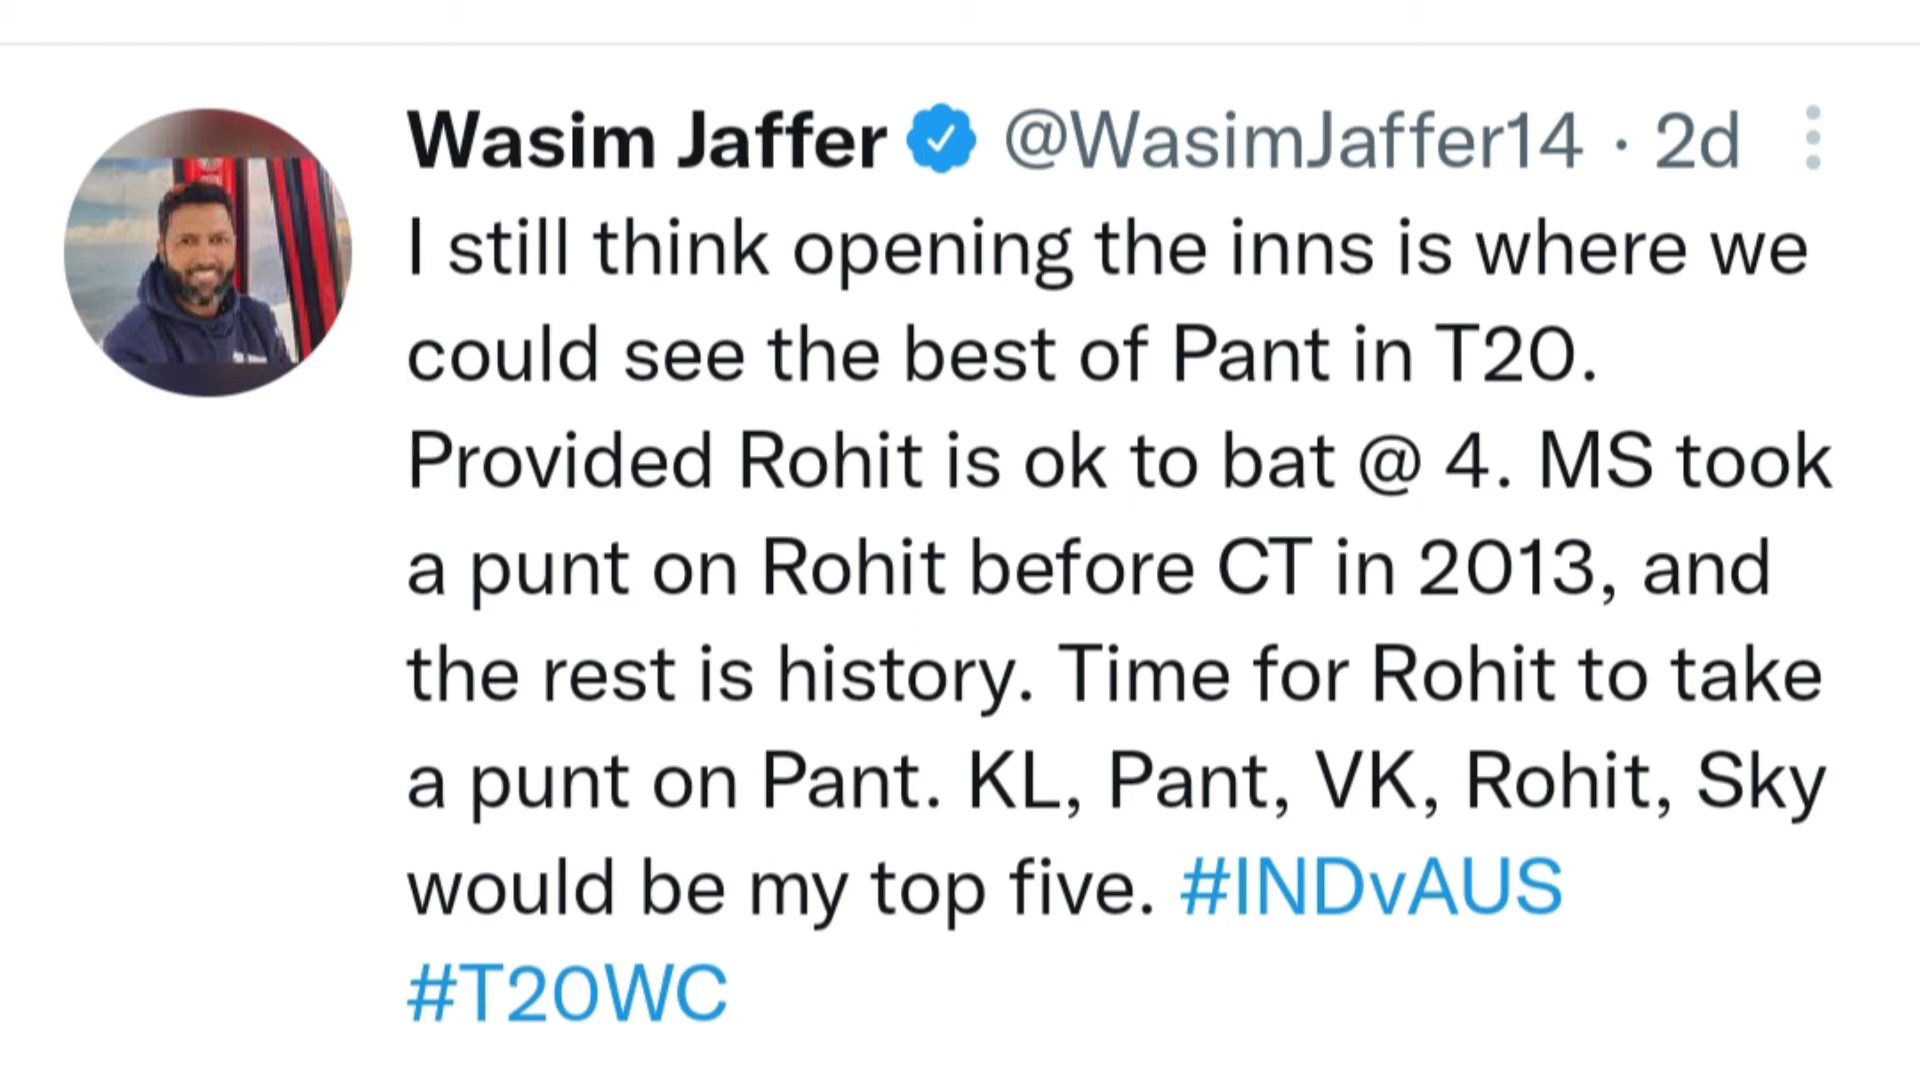 Wasim Jaffer @WasimJaffer14 · 2d
I still think opening the inns is where we
could see the best of Pant in T20.
Provided Rohit is ok to bat @ 4. MS took
a punt on Rohit before CT in 2013, and
the rest is history. Time for Rohit to take
a punt on Pant. KL, Pant, VK, Rohit, Sky
would be my top five. #INDvAUS
#T20WC